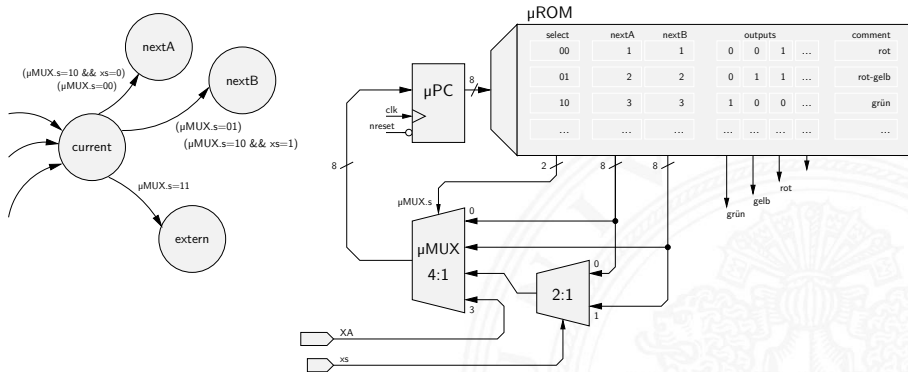 nextA
(µMUX.s=10 && xs=0)
(µMUX.s=00)
nextB
(µMUX.s=01)
(µMUX.s=10 && xs=1)
current
µMUX.s=11
extern
µROM
select nextA nextB outputs comment
00 1 1 0 0 1 ... rot
01 2 2 0 1 1 ... rot-gelb
10 3 3 1 0 0 ... grün
... ... ... ... ... ... ... ...
µPC
8
clk
nreset
8
2 8 8
grün
gelb
rot
µMUX.s
0
µMUX
4:1
3
0
2:1
1
XA
xs